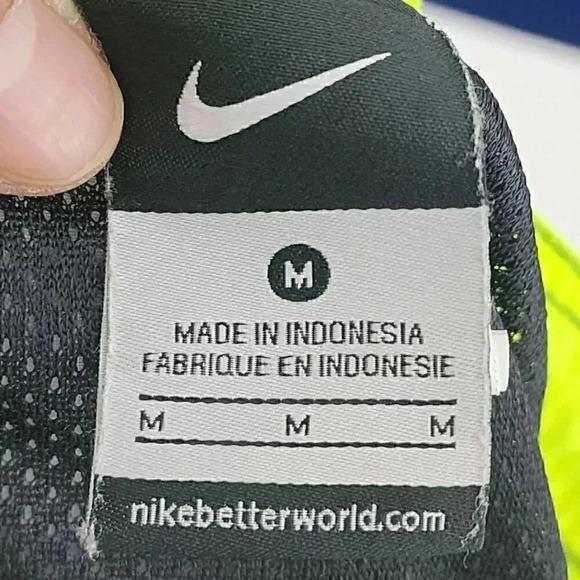 M
MADE IN INDONESIA
FABRIQUE EN INDONESIE
M M M
nikebetterworld.com